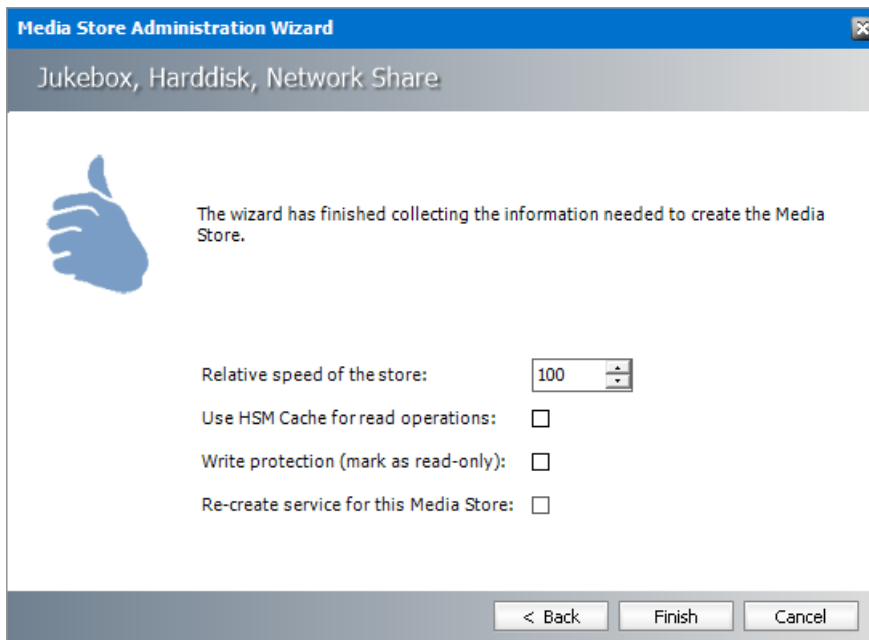 Media Store Administration Wizard
Jukebox, Harddisk, Network Share
The wizard has finished collecting the information needed to create the Media
Store.
Relative speed of the store: 100
Use HSM Cache for read operations:
Write protection (mark as read-only):
Re-create service for this Media Store:
< Back Finish Cancel